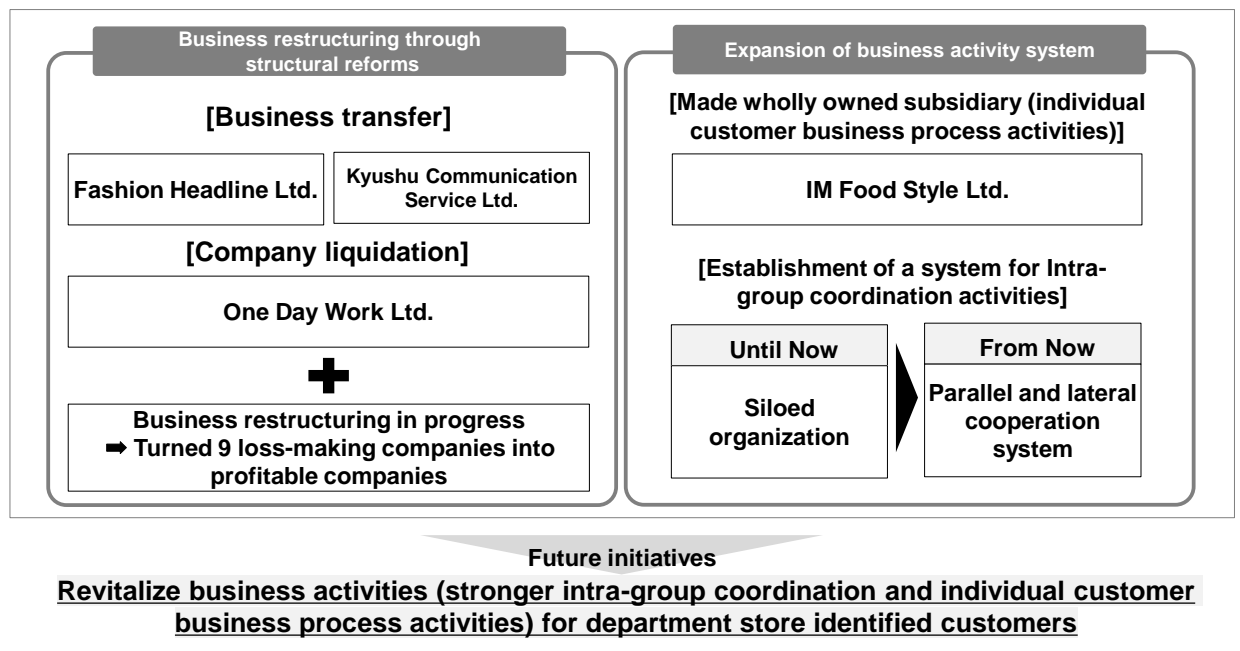 Business restructuring through
structural reforms
[Business transfer]
Fashion Headline Ltd.
Kyushu Communication
Service Ltd.
[Company liquidation]
One Day Work Ltd.
Business restructuring in progress
➡ Turned 9 loss-making companies into
profitable companies
Expansion of business activity system
[Made wholly owned subsidiary (individual
customer business process activities)]
IM Food Style Ltd.
[Establishment of a system for Intra-
group coordination activities]
Until Now
Siloed
organization
From Now
Parallel and lateral
cooperation
system
Future initiatives
Revitalize business activities (stronger intra-group coordination and individual customer
business process activities) for department store identified customers